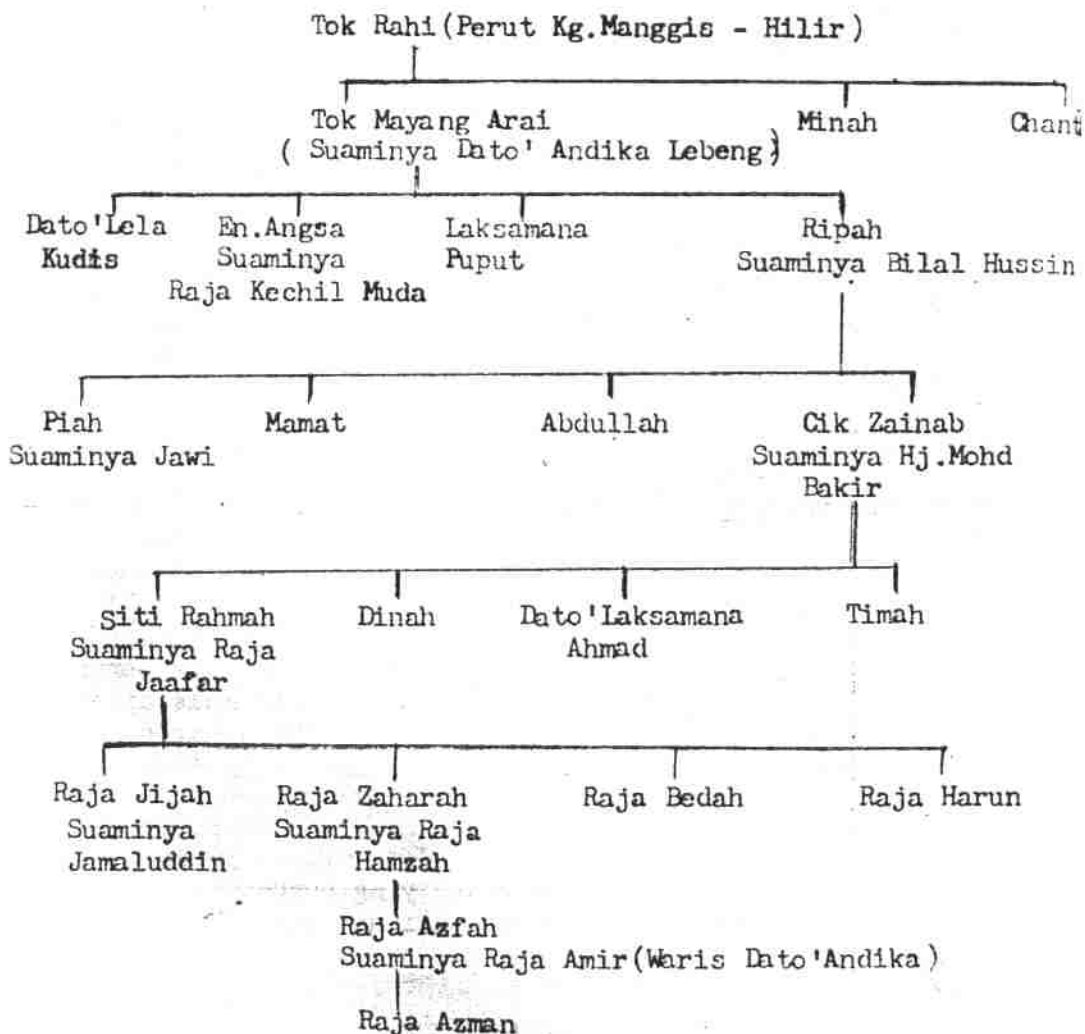 Tok Rahi(Perut Kg.Manggis - Hilir)
Tok Mayang Arai Minah Chant
( Suaminya Dato' Andika Lebeng)
Dato'Lela En.Angsa Laksamana Ripah
Kudis Suaminya Puput Suaminya Bilal Hussin
Raja Kechil Muda
Piah Mamat Abdullah Cik Zainab
Suaminya Jawi Suaminya Hj.Mohd
Bakir
Siti Rahmah Dinah Dato'Laksamana Timah
Suaminya Raja Ahmad
Jaafar
Raja Jijah Raja Zaharah Raja Bedah Raja Harun
Suaminya Suaminya Raja
Jamaluddin Hamzah
Raja Azfah
Suaminya Raja Amir(Waris Dato'Andika)
Raja Azman